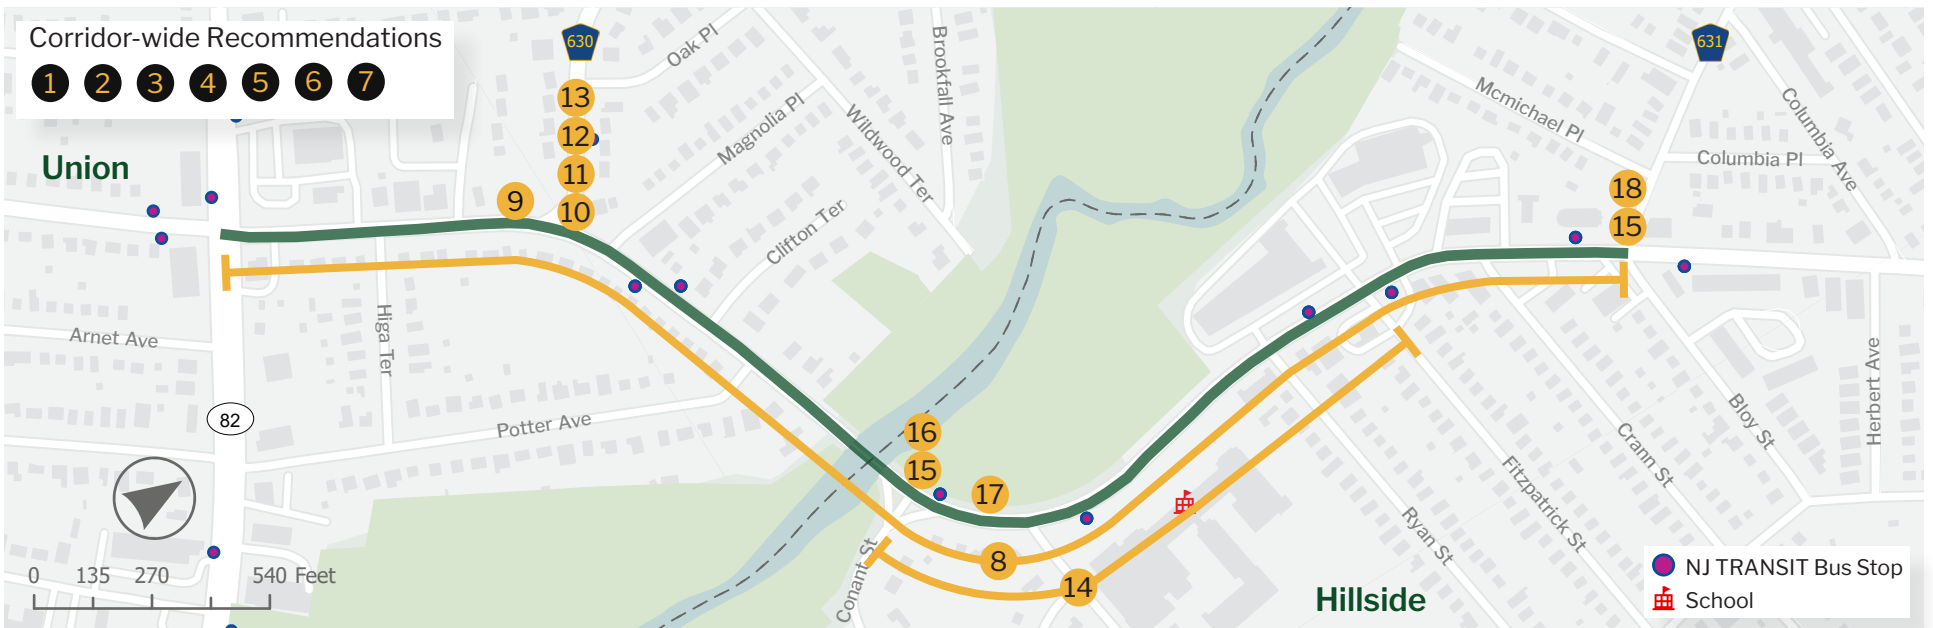 Corridor-wide Recommendations
1 2 3 4 5 6 7
630
631
Oak Pl
Brookfall Ave
Mcmichael Pl
Columbia Ave
13
12
11
10
9
Magnolia Pl
Wildwood Ter
Columbia Pl
Union
18
15
Clifton Ter
Higa Ter
Arnet Ave
Herbert Ave
82
Potter Ave
Bloy St
Crann St
16
15
17
Fitzpatrick St
Ryan St
8
14
Conant St
0 135 270 540 Feet
Hillside
NJ TRANSIT Bus Stop
School